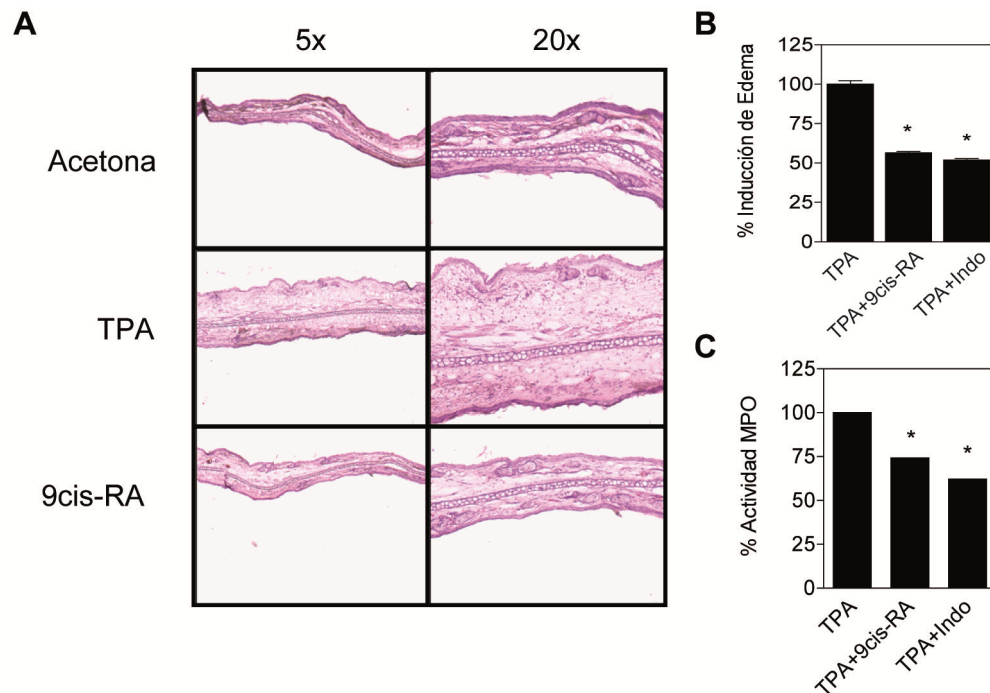 A
5x
20x
Acetona
TPA
9cis-RA
B
% Inducción de Edema
125
100
75
50
25
0
*
*
TPA
TPA+9cis-RA
TPA+Indo
C
% Actividad MPO
125
100
75
50
25
0
*
*
TPA
TPA+9cis-RA
TPA+Indo